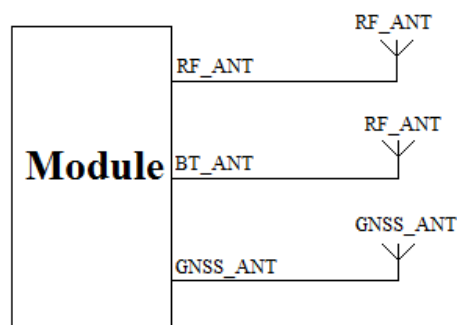 RF_ANT
RF_ANT
RF_ANT
Module
BT_ANT
GNSS_ANT
GNSS_ANT